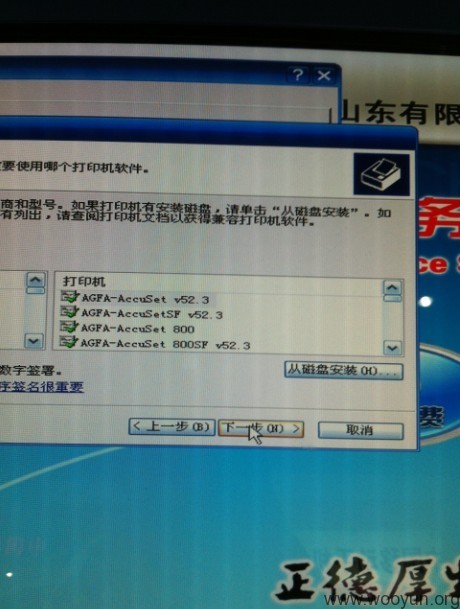 山东有限
要使用哪个打印机软件。
商和型号。如果打印机有安装磁盘，请单击“从磁盘安装”。如
有列出，请查阅打印机文档以获得兼容打印机软件。
务
ce S
打印机
AGFA-AccuSet v52.3
AGFA-AccuSetSF v52.3
AGFA-AccuSet 800
AGFA-AccuSet 800SF v52.3
数字签署。
从磁盘安装(H)...
序签名很重要
费
< 上一步(B)
下一步(N) >
取消
正德厚
www.wooyun.org